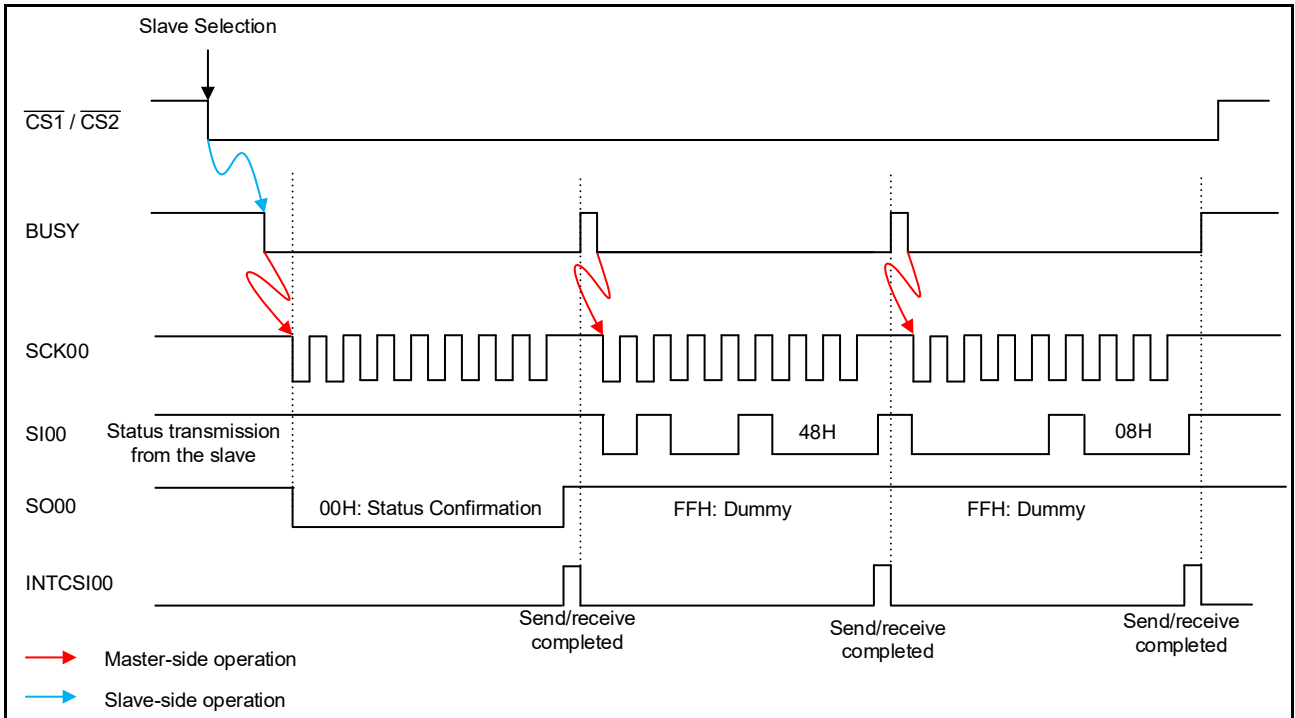 Slave Selection
CS1 / CS2
BUSY
SCK00
SI00
Status transmission
from the slave
48H
08H
SO00
00H: Status Confirmation
FFH: Dummy
FFH: Dummy
INTCSI00
Send/receive
completed
Send/receive
completed
Send/receive
completed
Master-side operation
Slave-side operation